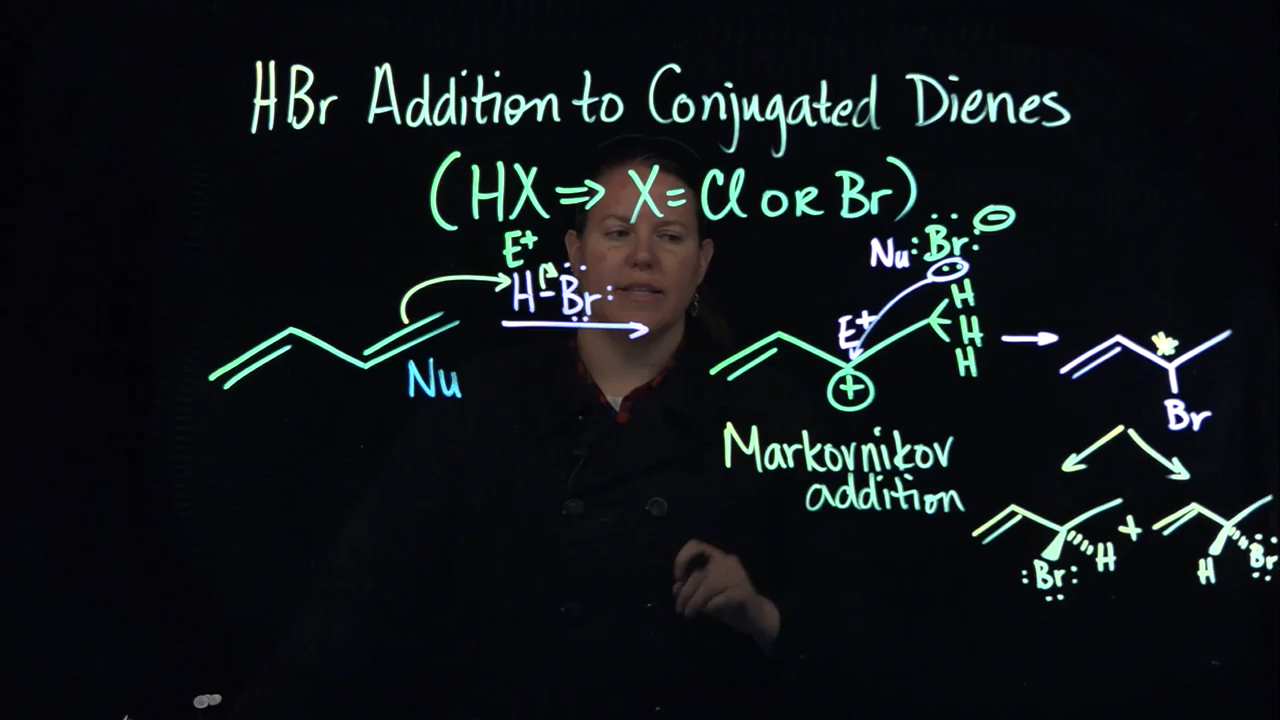 HBr Addition to Conjugated Dienes
(HX ⇒ X = Cl or Br)
E⁺
H–Br:
Nu
Nu :Br: ⊖
E⁺
H
H
H
⊕
Markovnikov
addition
*
Br
:Br: H + H Br: